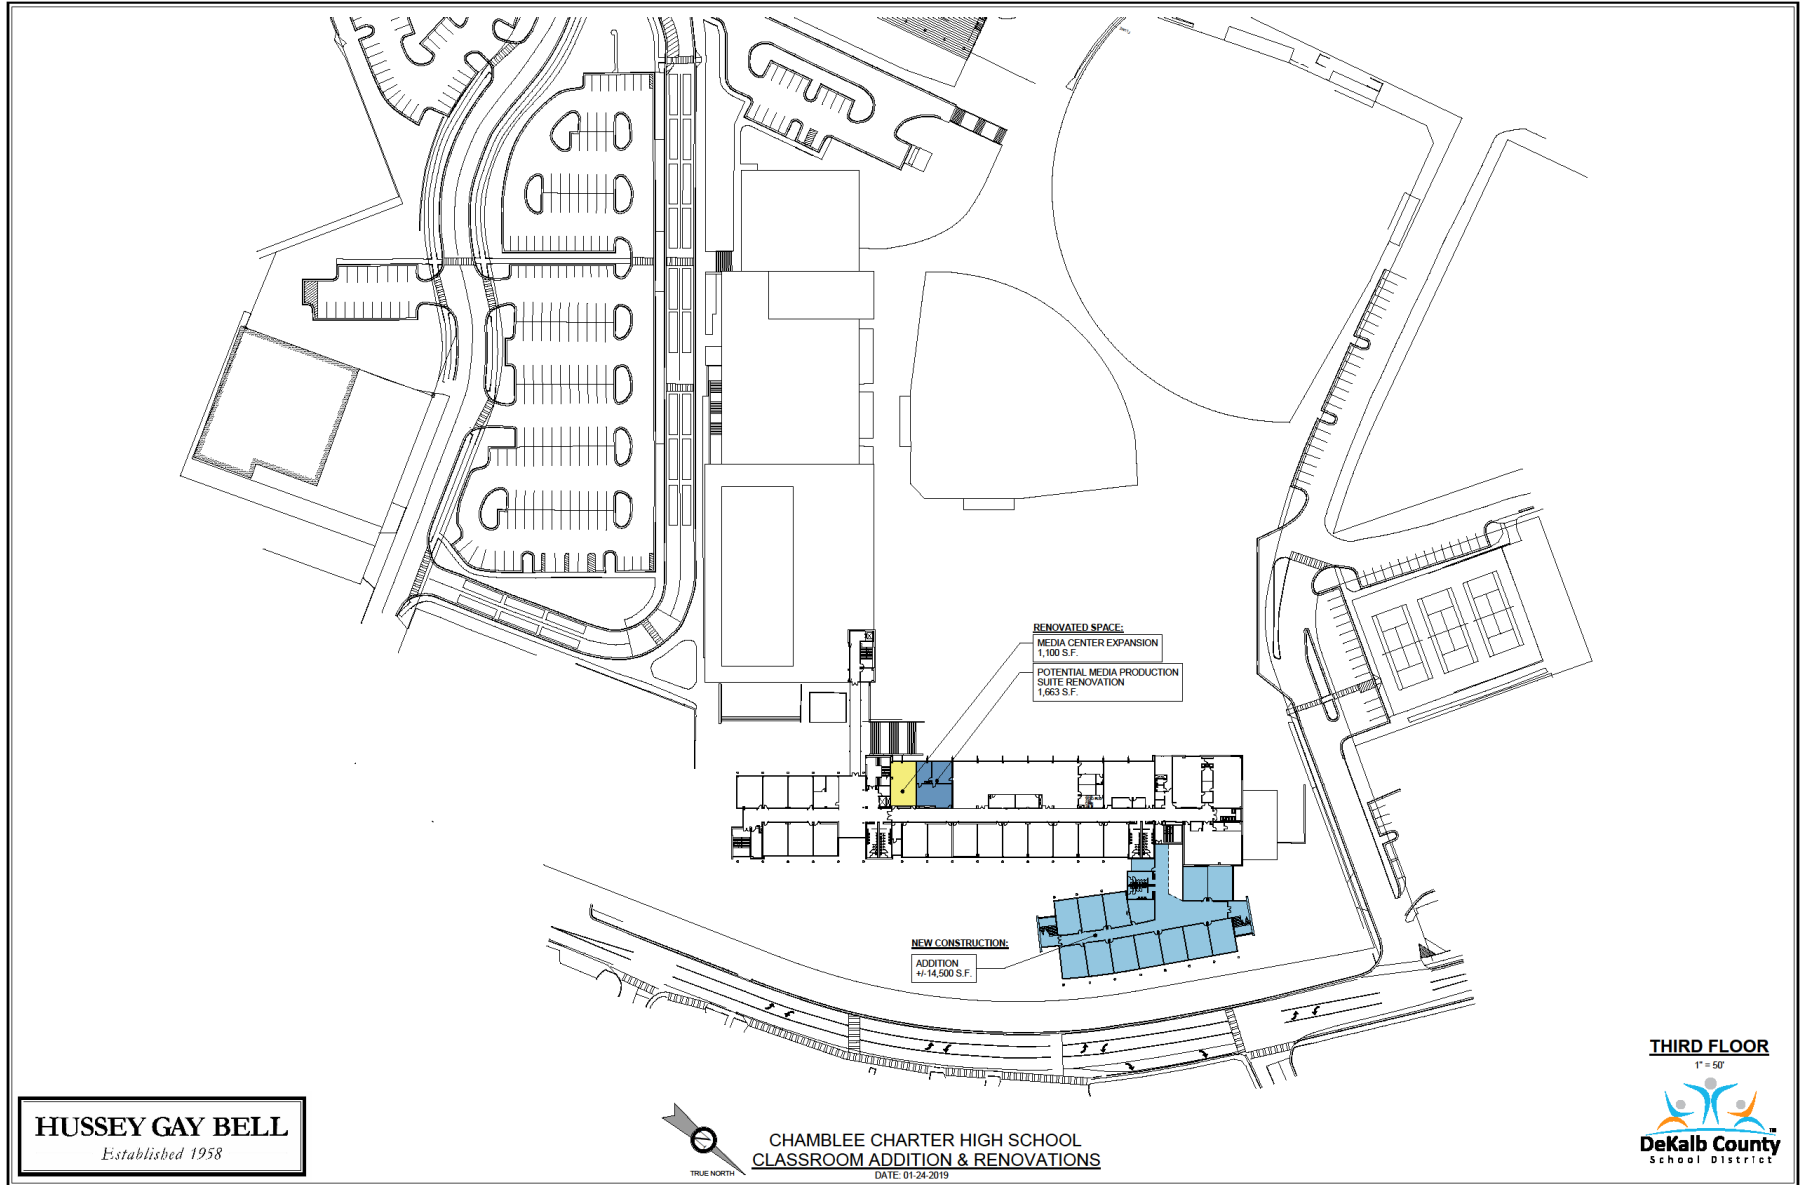 RENOVATED SPACE:
MEDIA CENTER EXPANSION
1,100 S.F.
POTENTIAL MEDIA PRODUCTION
SUITE RENOVATION
1,663 S.F.
NEW CONSTRUCTION:
ADDITION
+/-14,500 S.F.
THIRD FLOOR
1" = 50'
DeKalb County
School District
TM
HUSSEY GAY BELL
Established 1958
TRUE NORTH
CHAMBLEE CHARTER HIGH SCHOOL
CLASSROOM ADDITION & RENOVATIONS
DATE: 01-24-2019